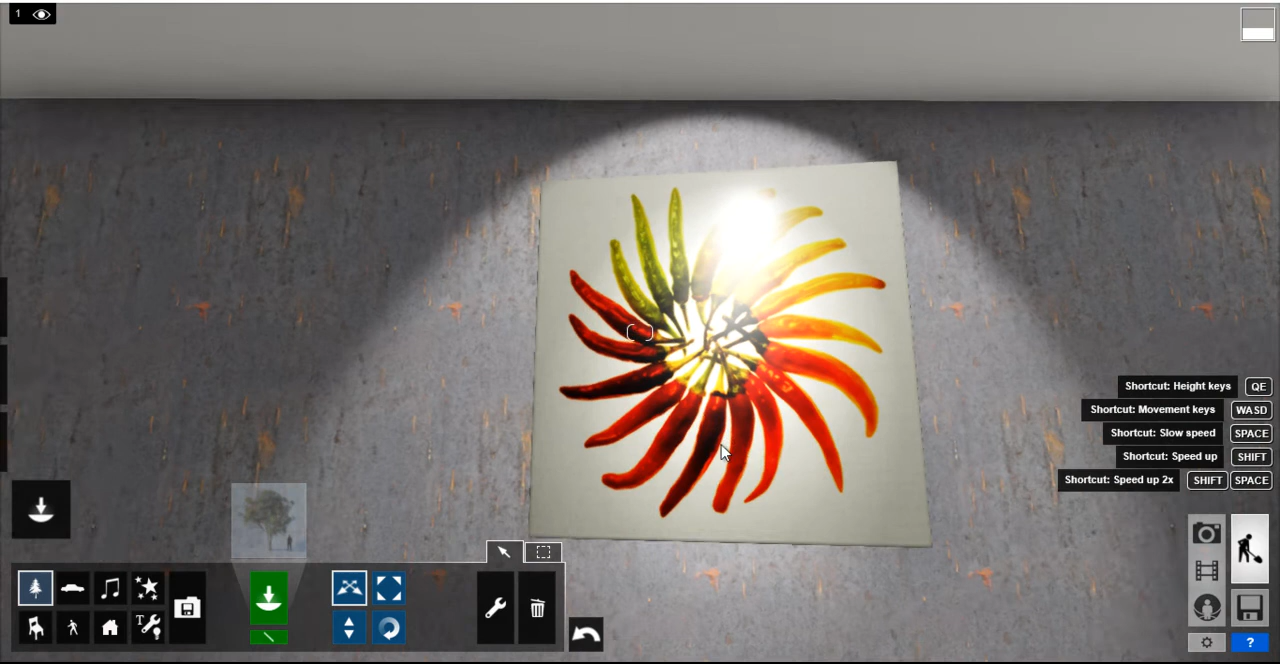 1
Shortcut: Height keys QE
Shortcut: Movement keys WASD
Shortcut: Slow speed SPACE
Shortcut: Speed up SHIFT
Shortcut: Speed up 2x SHIFT SPACE
T
?